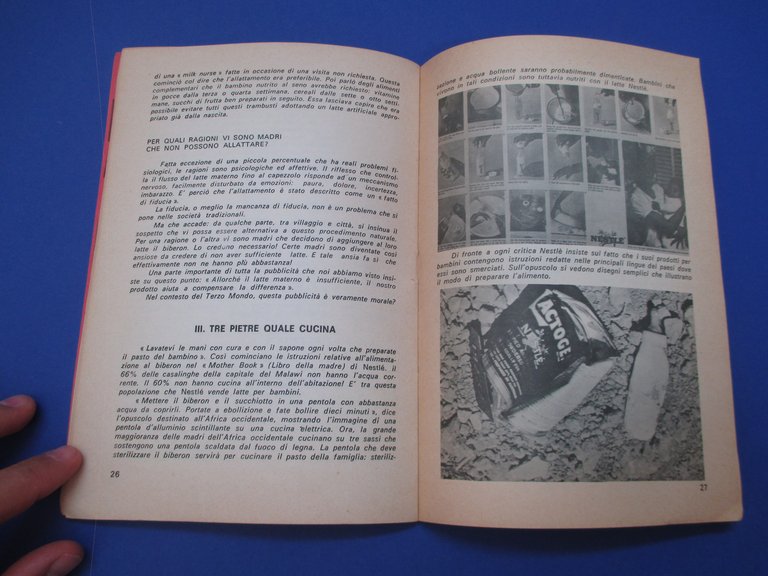 di una « milk nurse » fatte in occasione di una visita non richiesta. Questa
cominciò col dire che l'allattamento era preferibile. Poi parlò degli alimenti
complementari che il bambino nutrito al seno avrebbe richiesto: vitamine
in gocce dalla terza o quarta settimana, cereali dalle sette o otto setti-
mane, succhi di frutta ben preparati in seguito. Essa lasciava capire che era
possibile evitare tutti questi trambusti adottando un latte artificiale appro-
priato già dalla nascita.
PER QUALI RAGIONI VI SONO MADRI
CHE NON POSSONO ALLATTARE?
Fatta eccezione di una piccola percentuale che ha reali problemi fi-
siologici, le ragioni sono psicologiche ed affettive. Il riflesso che control-
la il flusso del latte materno fino al capezzolo risponde ad un meccanismo
nervoso, facilmente disturbato da emozioni: paura, dolore, incertezza,
imbarazzo. E' perciò che l'allattamento è stato descritto come un « fatto
di fiducia ».
La fiducia, o meglio la mancanza di fiducia, non è un problema che si
pone nelle società tradizionali.
Ma che accade: da qualche parte, tra villaggio e città, si insinua il
sospetto che vi possa essere alternativa a questo procedimento naturale.
Per una ragione o l'altra vi sono madri che decidono di aggiungere al loro
latte il biberon. Lo credono necessario! Certe madri sono diventate così
ansiose da credere di non aver sufficiente latte. E tale ansia fa sì che
effettivamente non ne hanno più abbastanza!
Una parte importante di tutta la pubblicità che noi abbiamo visto insi-
ste su questo punto: « Allorché il latte materno è insufficiente, il nostro
prodotto aiuta a compensare la differenza ».
Nel contesto del Terzo Mondo, questa pubblicità è veramente morale?
III. TRE PIETRE QUALE CUCINA
« Lavatevi le mani con cura e con il sapone ogni volta che preparate
il pasto del bambino ». Così cominciano le istruzioni relative all'alimenta-
zione al biberon nel « Mother Book » (Libro della madre) di Nestlé. Il
66% delle casalinghe della capitale del Malawi non hanno l'acqua cor-
rente. Il 60% non hanno cucina all'interno dell'abitazione! E' tra questa
popolazione che Nestlé vende latte per bambini.
« Mettere il biberon e il succhiotto in una pentola con abbastanza
acqua da coprirli. Portate a ebollizione e fate bollire dieci minuti », dice
l'opuscolo destinato all'Africa occidentale, mostrando l'immagine di una
pentola d'alluminio scintillante su una cucina elettrica. Ora, la grande
maggioranza delle madri dell'Africa occidentale cucinano su tre sassi che
sostengono una pentola scaldata dal fuoco di legna. La pentola che deve
sterilizzare il biberon servirà per cucinare il pasto della famiglia: steriliz-
26
zazione e acqua bollente saranno probabilmente dimenticate. Bambini che
vivono in tali condizioni sono tuttavia nutriti con il latte Nestlé.
NESTLÉ
Di fronte a ogni critica Nestlé insiste sul fatto che i suoi prodotti per
bambini contengono istruzioni redatte nelle principali lingue dei paesi dove
essi sono smerciati. Sull'opuscolo si vedono disegni semplici che illustrano
il modo di preparare l'alimento.
LACTOGEN
NESTLÉ
27